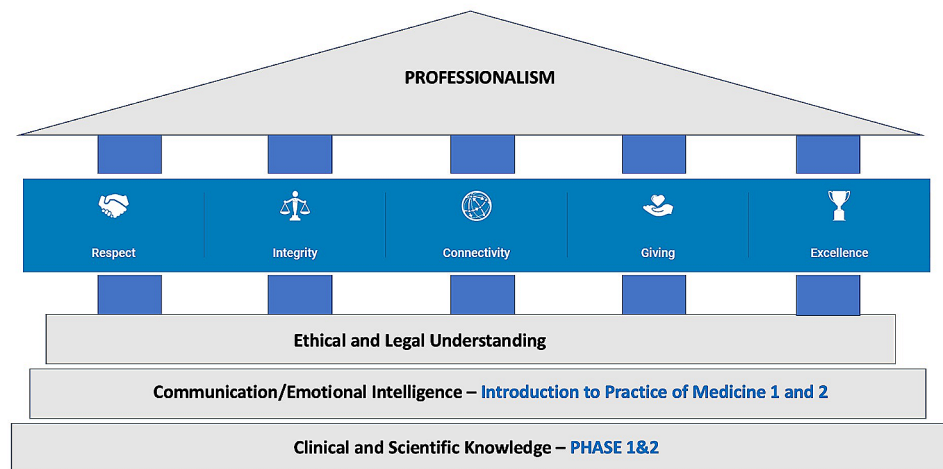 PROFESSIONALISM
Respect
Integrity
Connectivity
Giving
Excellence
Ethical and Legal Understanding
Communication/Emotional Intelligence – Introduction to Practice of Medicine 1 and 2
Clinical and Scientific Knowledge – PHASE 1&2